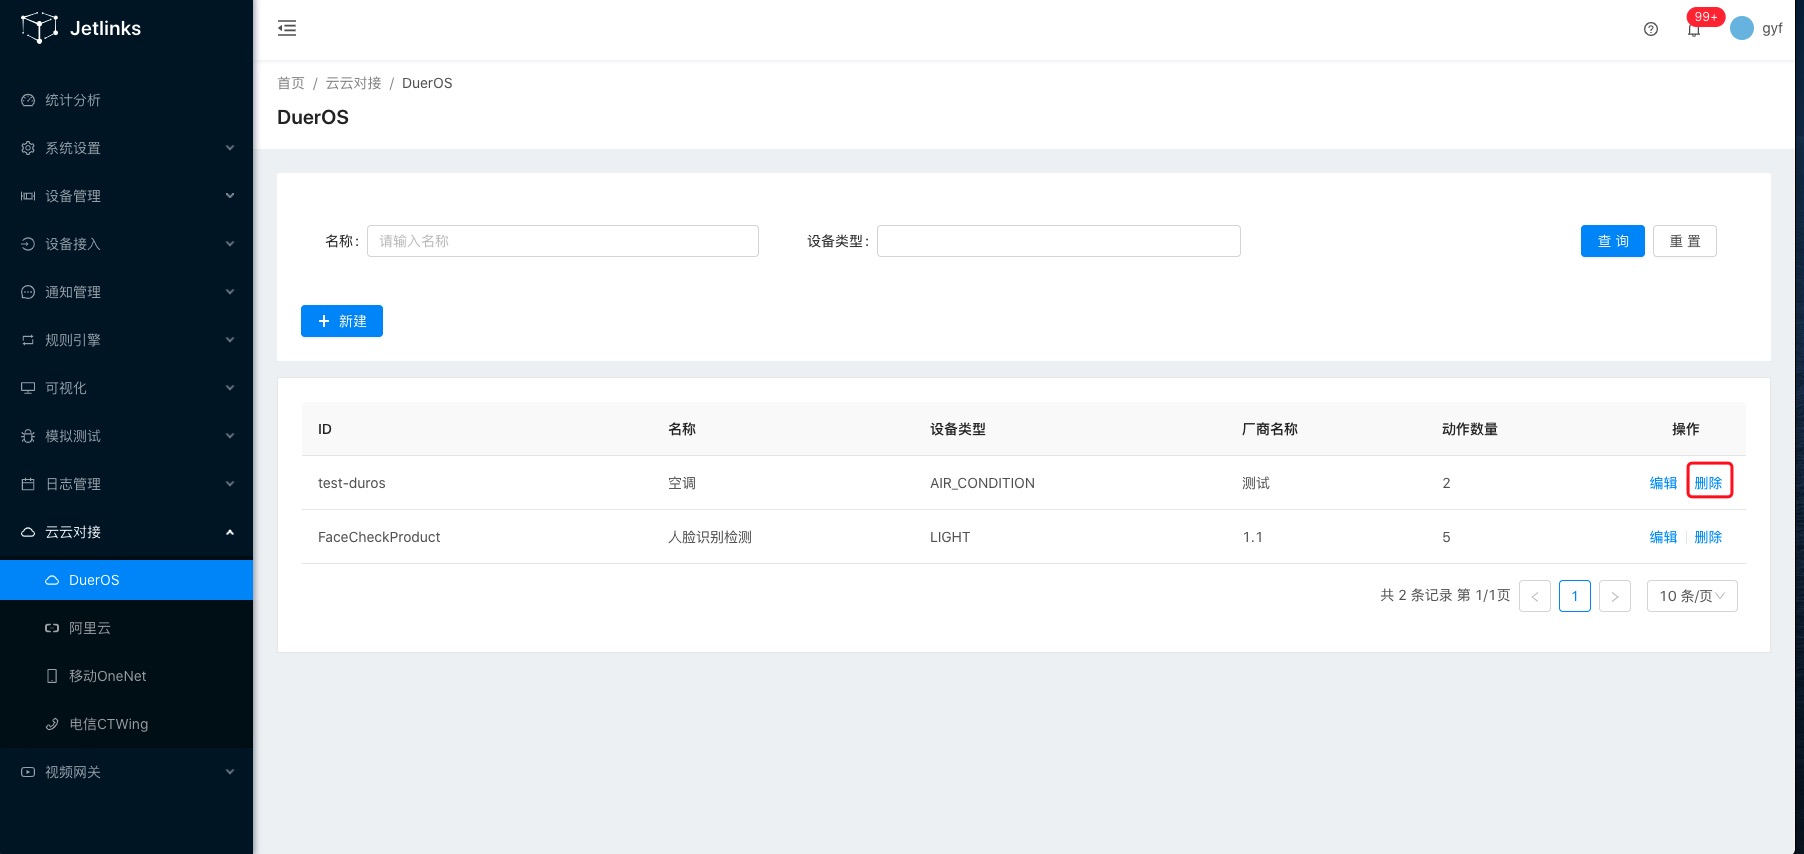 Jetlinks
99+
gyf
统计分析
系统设置
设备管理
设备接入
通知管理
规则引擎
可视化
模拟测试
日志管理
云云对接
DuerOS
阿里云
移动OneNet
电信CTWing
视频网关
首页 / 云云对接 / DuerOS
DuerOS
名称: 请输入名称 设备类型: 查 询 重 置
+ 新建
ID 名称 设备类型 厂商名称 动作数量 操作
test-duros 空调 AIR_CONDITION 测试 2 编辑 删除
FaceCheckProduct 人脸识别检测 LIGHT 1.1 5 编辑 删除
共 2 条记录 第 1/1页 < 1 > 10 条/页